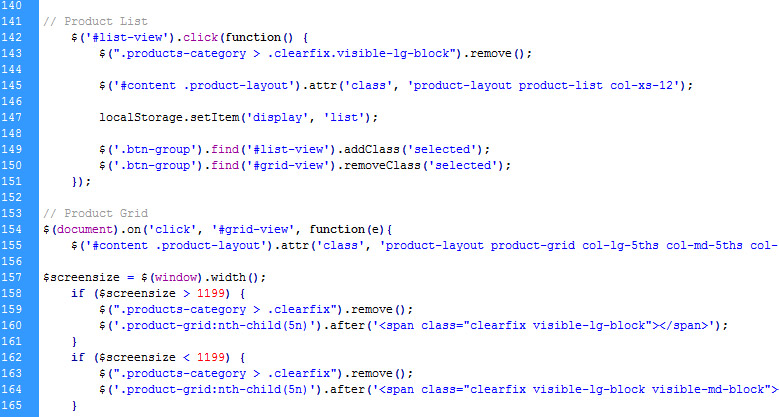 140
141 // Product List
142 $('#list-view').click(function() {
143 $(".products-category > .clearfix.visible-lg-block").remove();
144
145 $('#content .product-layout').attr('class', 'product-layout product-list col-xs-12');
146
147 localStorage.setItem('display', 'list');
148
149 $('.btn-group').find('#list-view').addClass('selected');
150 $('.btn-group').find('#grid-view').removeClass('selected');
151 });
152
153 // Product Grid
154 $(document).on('click', '#grid-view', function(e){
155 $('#content .product-layout').attr('class', 'product-layout product-grid col-lg-5ths col-md-5ths col-
156
157 $screensize = $(window).width();
158 if ($screensize > 1199) {
159 $(".products-category > .clearfix").remove();
160 $('.product-grid:nth-child(5n)').after('<span class="clearfix visible-lg-block"></span>');
161 }
162 if ($screensize < 1199) {
163 $(".products-category > .clearfix").remove();
164 $('.product-grid:nth-child(5n)').after('<span class="clearfix visible-lg-block visible-md-block">
165 }